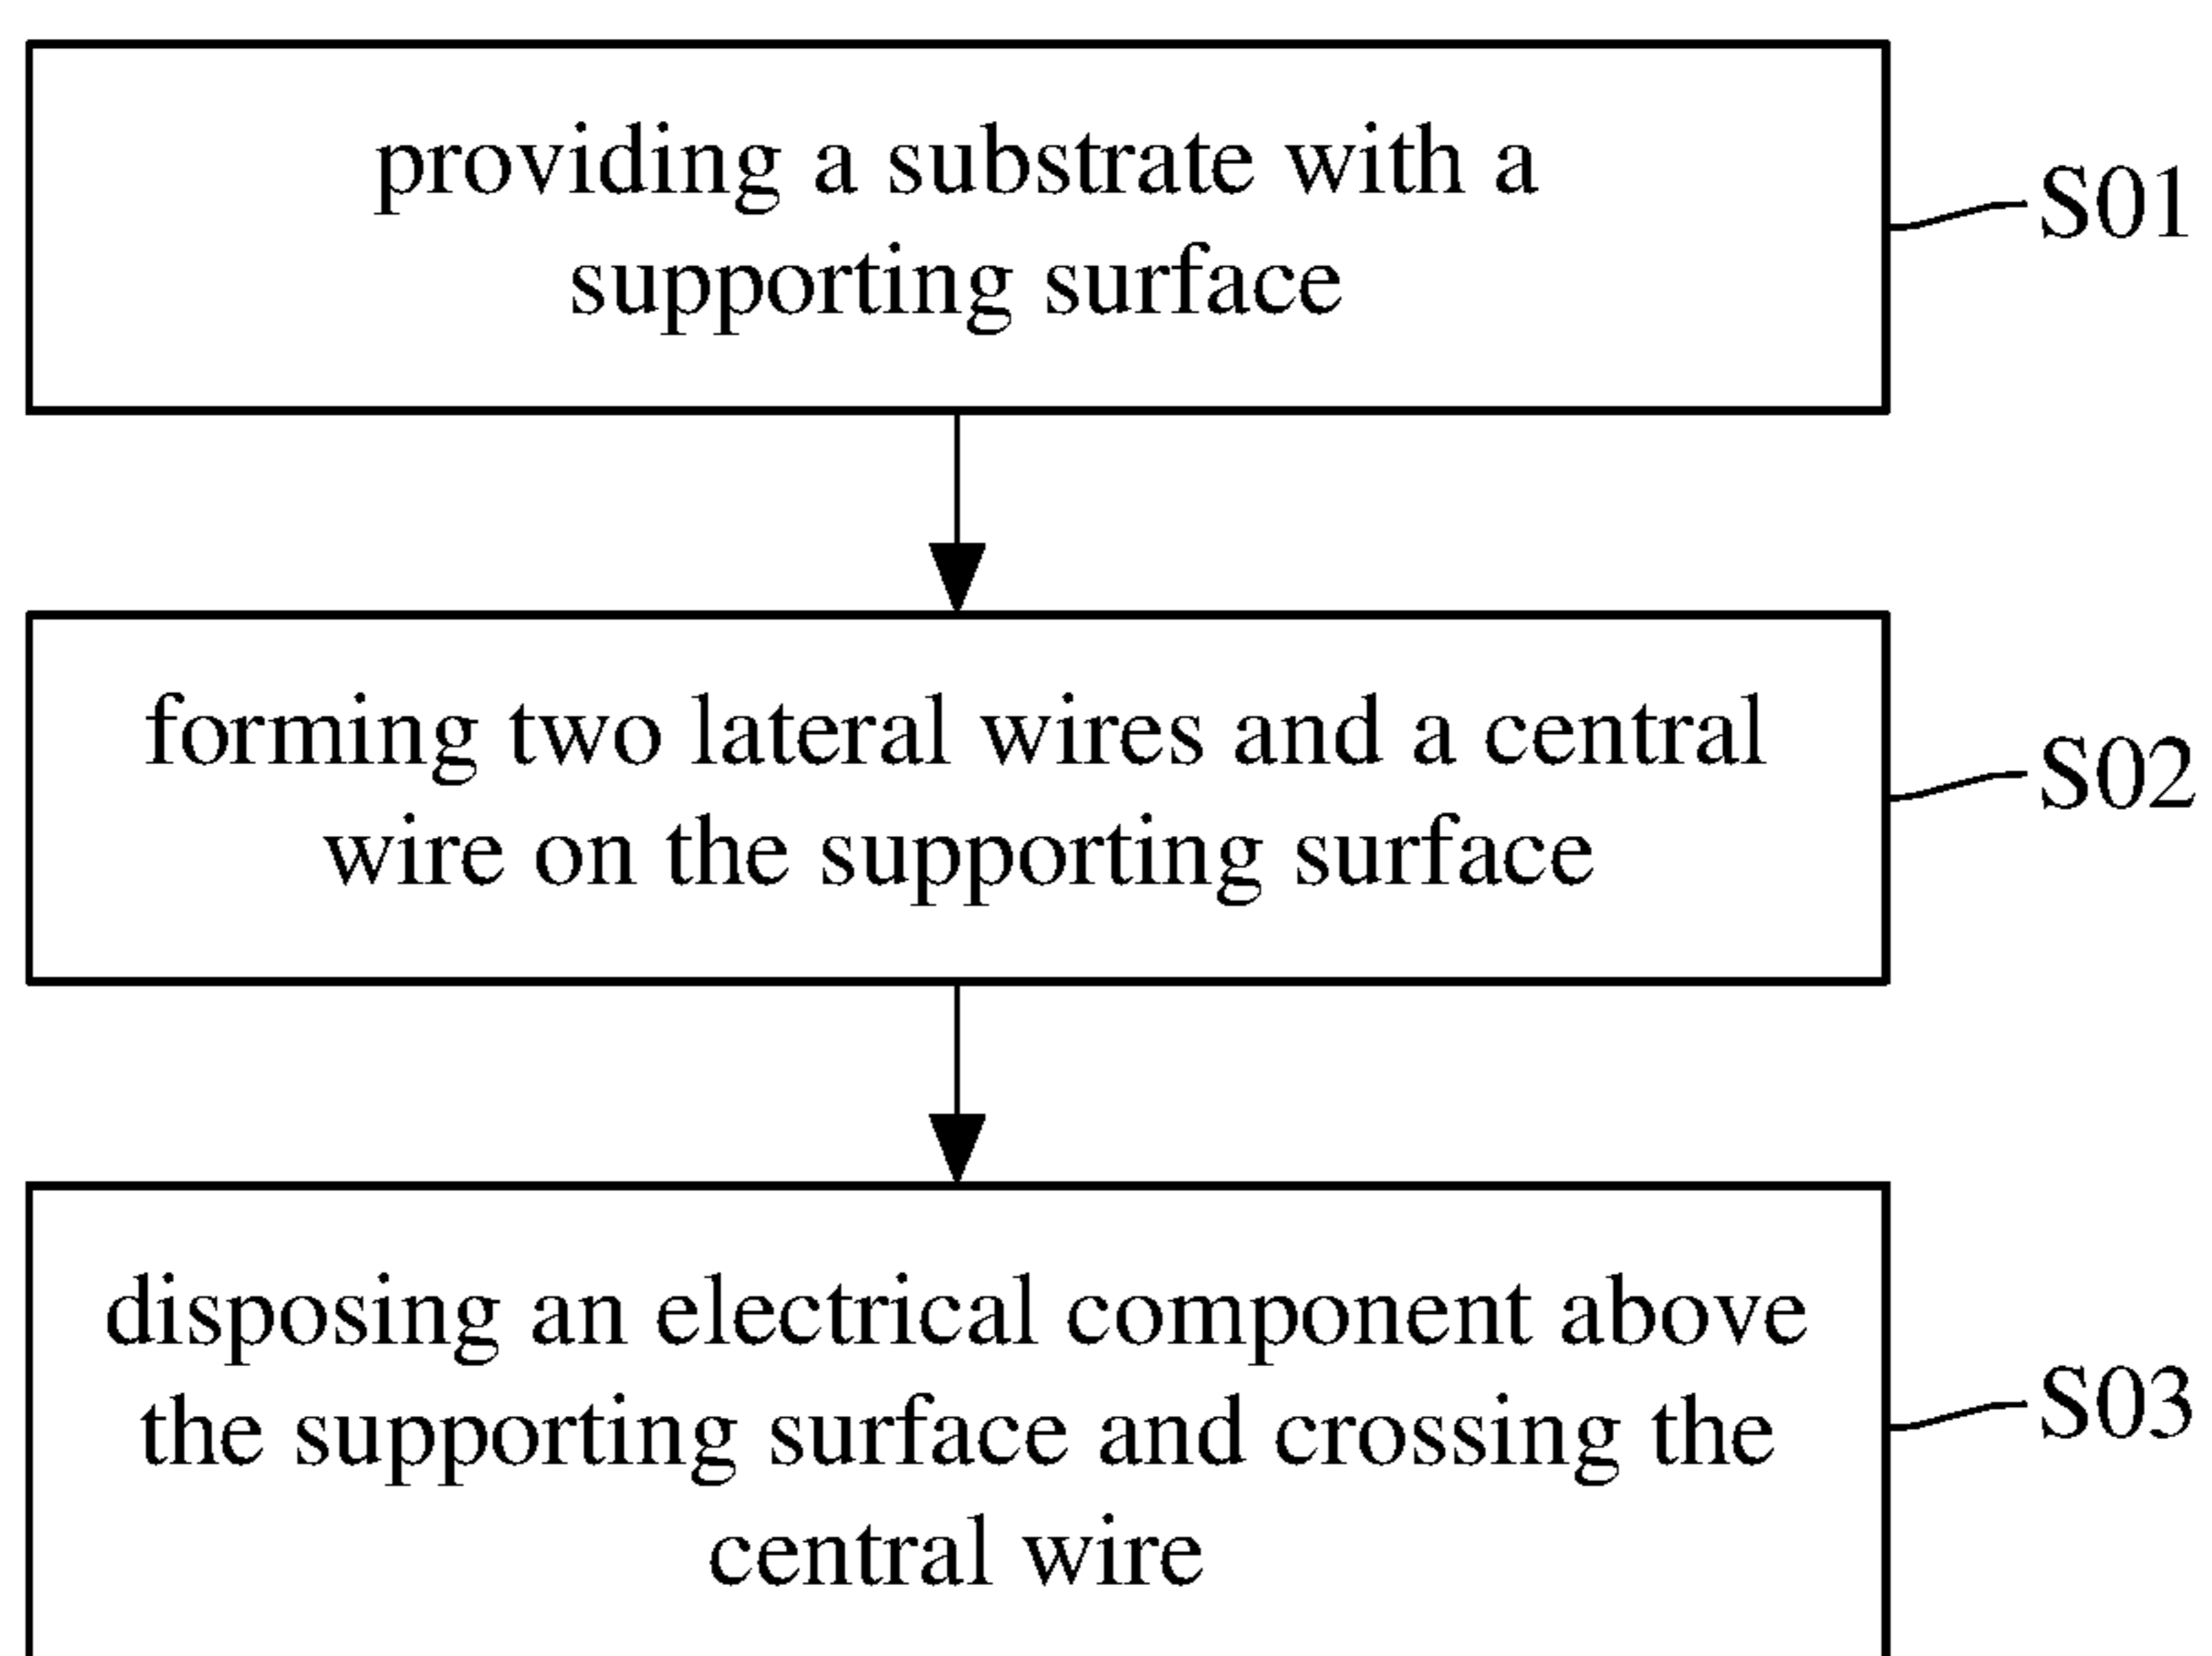 providing a substrate with a
supporting surface
S01
forming two lateral wires and a central
wire on the supporting surface
S02
disposing an electrical component above
the supporting surface and crossing the
central wire
S03